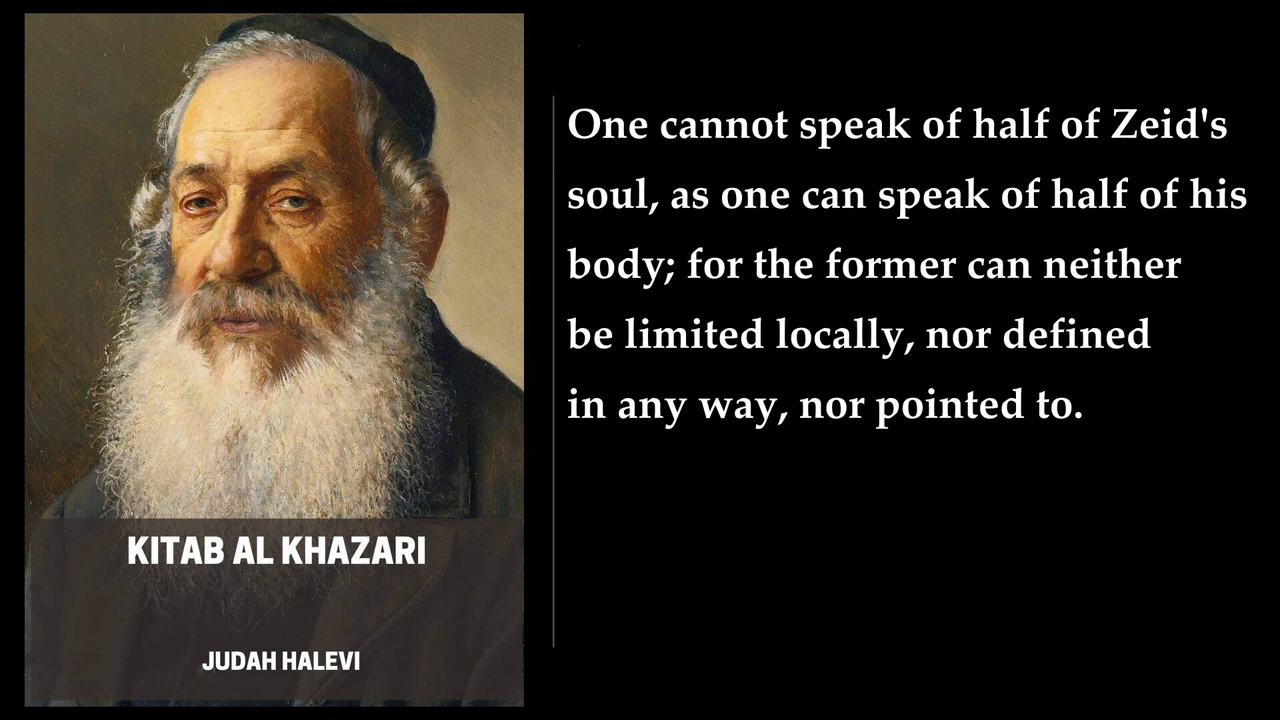 One cannot speak of half of Zeid's
soul, as one can speak of half of his
body; for the former can neither
be limited locally, nor defined
in any way, nor pointed to.
KITAB AL KHAZARI
JUDAH HALEVI